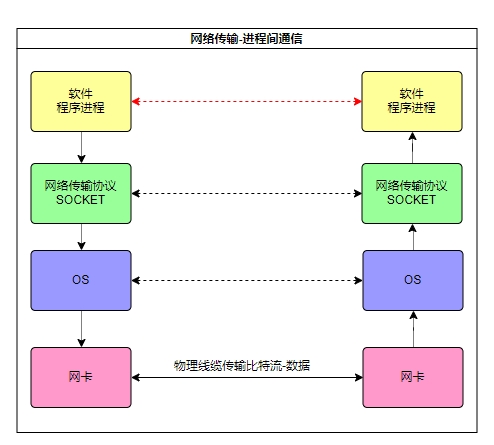 网络传输-进程间通信
软件
程序进程
软件
程序进程
网络传输协议
SOCKET
网络传输协议
SOCKET
OS
OS
网卡
物理线缆传输比特流-数据
网卡